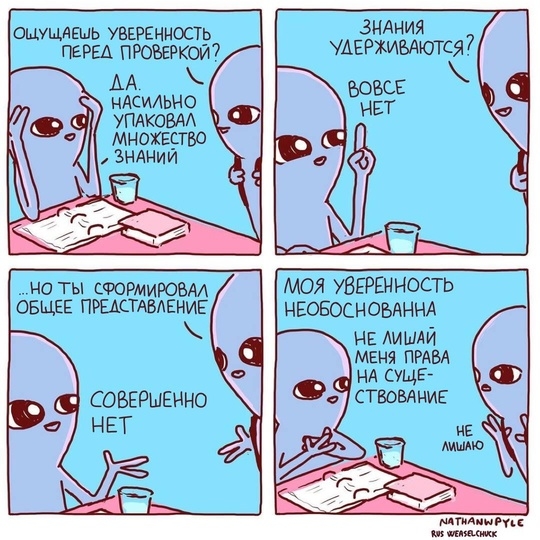 ОЩУЩАЕШЬ УВЕРЕННОСТЬ
ПЕРЕД ПРОВЕРКОЙ?
ДА.
НАСИЛЬНО
УПАКОВАЛ
МНОЖЕСТВО
ЗНАНИЙ
ЗНАНИЯ
УДЕРЖИВАЮТСЯ?
ВОВСЕ
НЕТ
...НО ТЫ СФОРМИРОВАЛ
ОБЩЕЕ ПРЕДСТАВЛЕНИЕ
СОВЕРШЕННО
НЕТ
МОЯ УВЕРЕННОСТЬ
НЕОБОСНОВАННА
НЕ ЛИШАЙ
МЕНЯ ПРАВА
НА СУЩЕ-
СТВОВАНИЕ
НЕ
ЛИШАЮ
NATHANWPYLE
RUS WEASELCHUCK